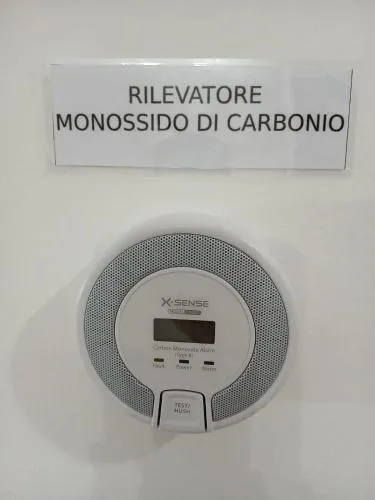 RILEVATORE
MONOSSIDO DI CARBONIO
X-SENSE
Carbon Monoxide Alarm
Fault Power Alarm
TEST/
HUSH